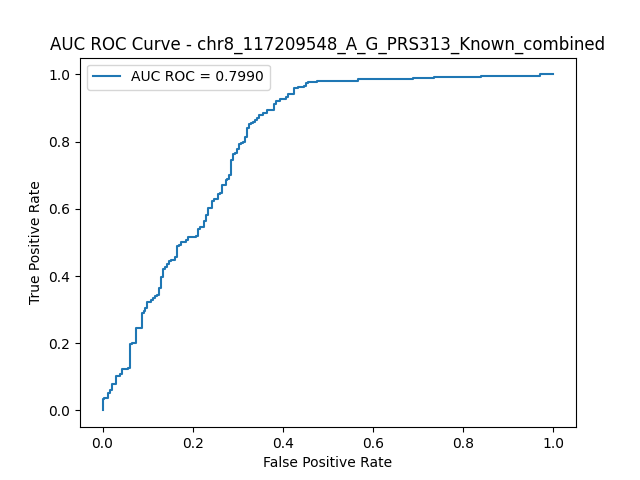 AUC ROC Curve - chr8_117209548_A_G_PRS313_Known_combined
AUC ROC = 0.7990
1.0
0.8
0.6
0.4
0.2
0.0
True Positive Rate
0.0 0.2 0.4 0.6 0.8 1.0
False Positive Rate